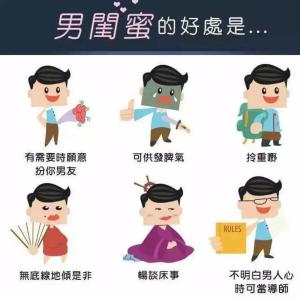 男閨蜜的好處是...
有需要時願意
扮你男友
可供發脾氣
拎重嘢
無底線地傾是非
暢談床事
RULES
不明白男人心
時可當導師